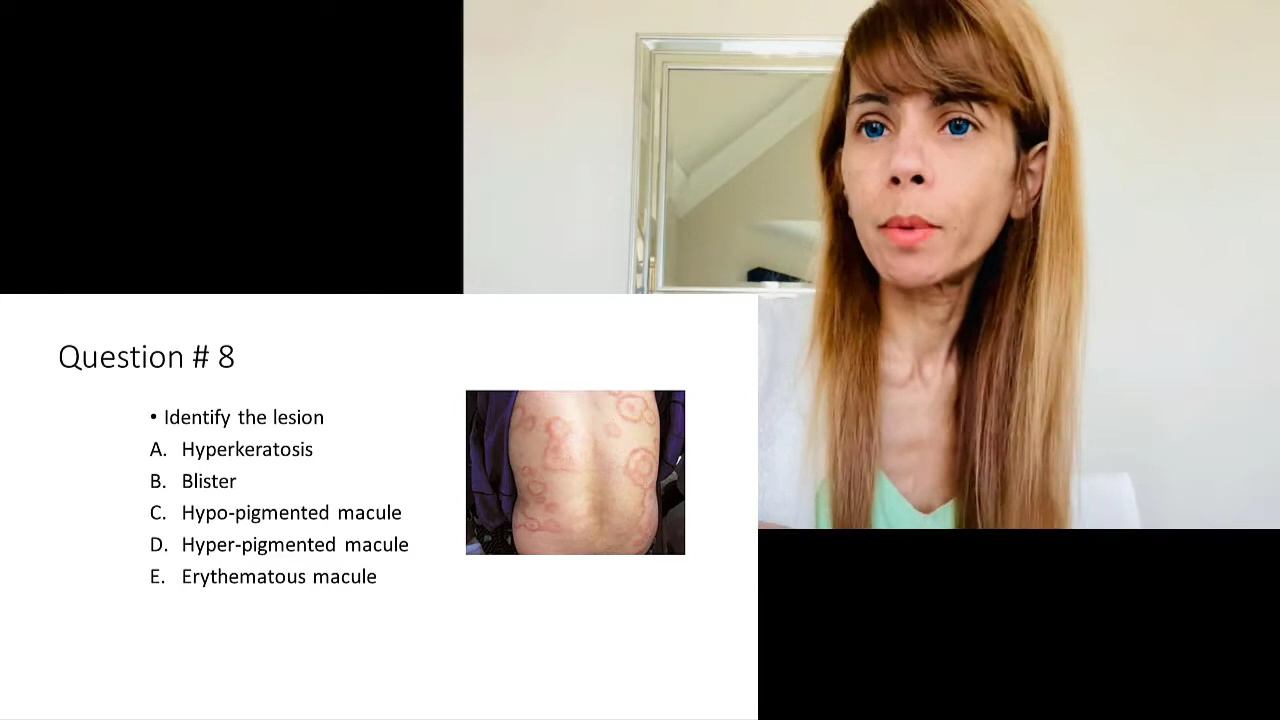 Question # 8
• Identify the lesion
A. Hyperkeratosis
B. Blister
C. Hypo-pigmented macule
D. Hyper-pigmented macule
E. Erythematous macule